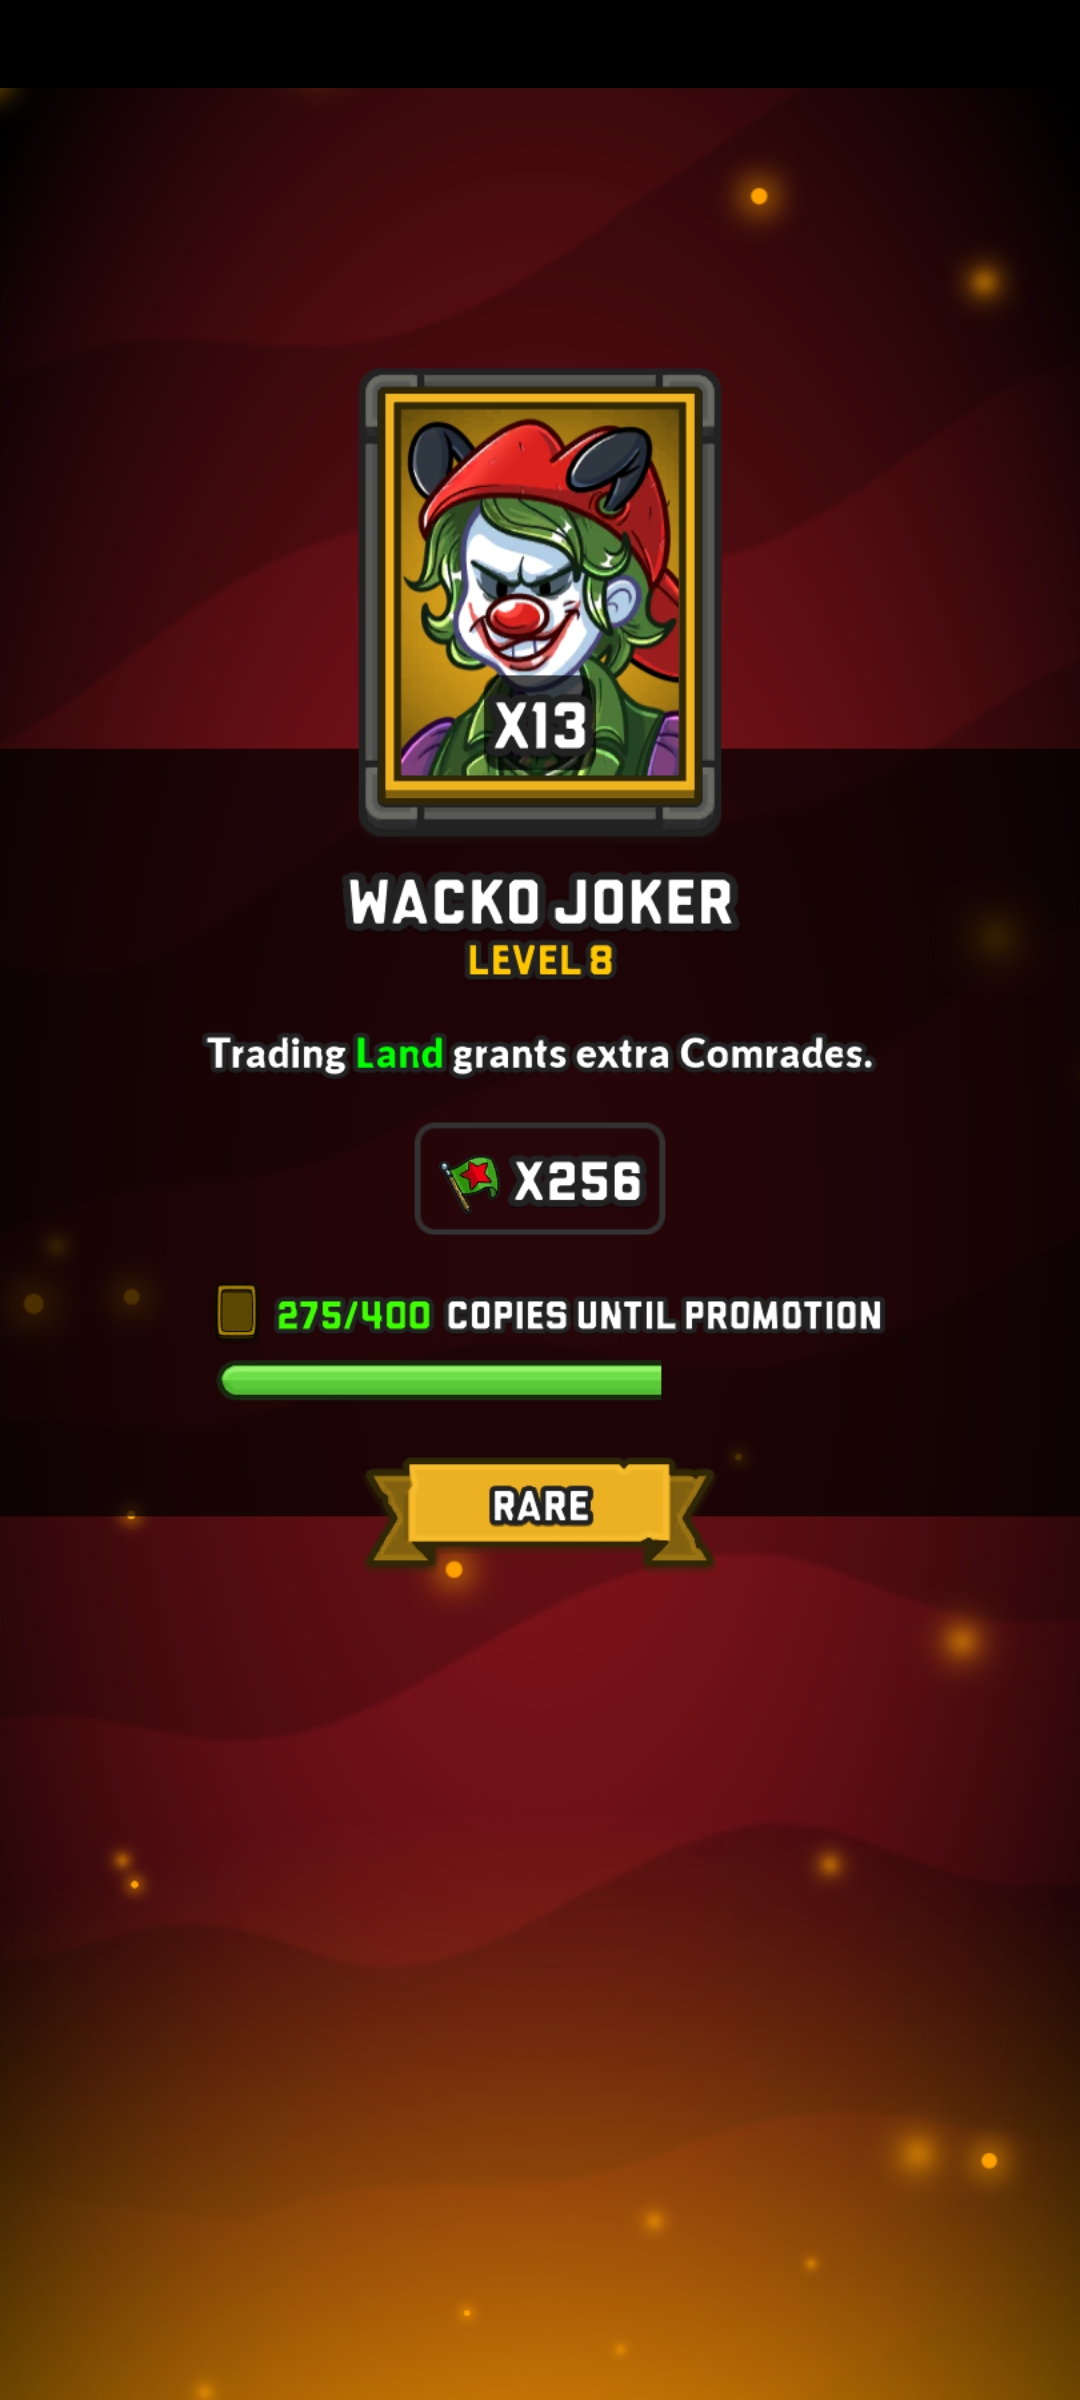 X13
WACKO JOKER
LEVEL 8
Trading Land grants extra Comrades.
X256
275/400 COPIES UNTIL PROMOTION
RARE